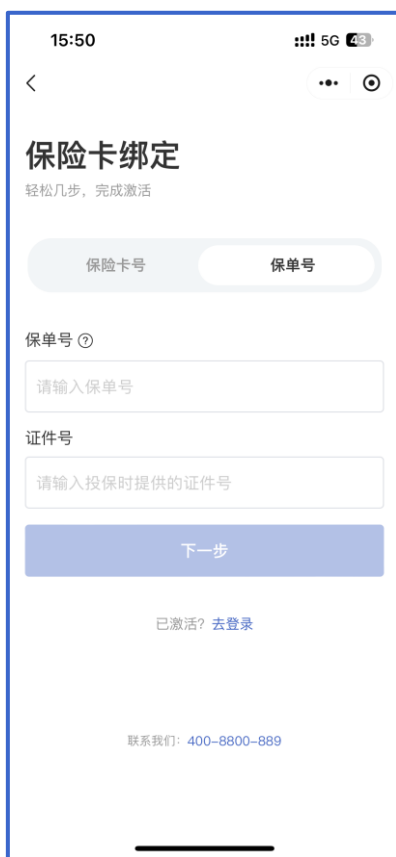 15:50
5G 43
保险卡绑定
轻松几步，完成激活
保险卡号 保单号
保单号 ?
请输入保单号
证件号
请输入投保时提供的证件号
下一步
已激活？去登录
联系我们：400-8800-889